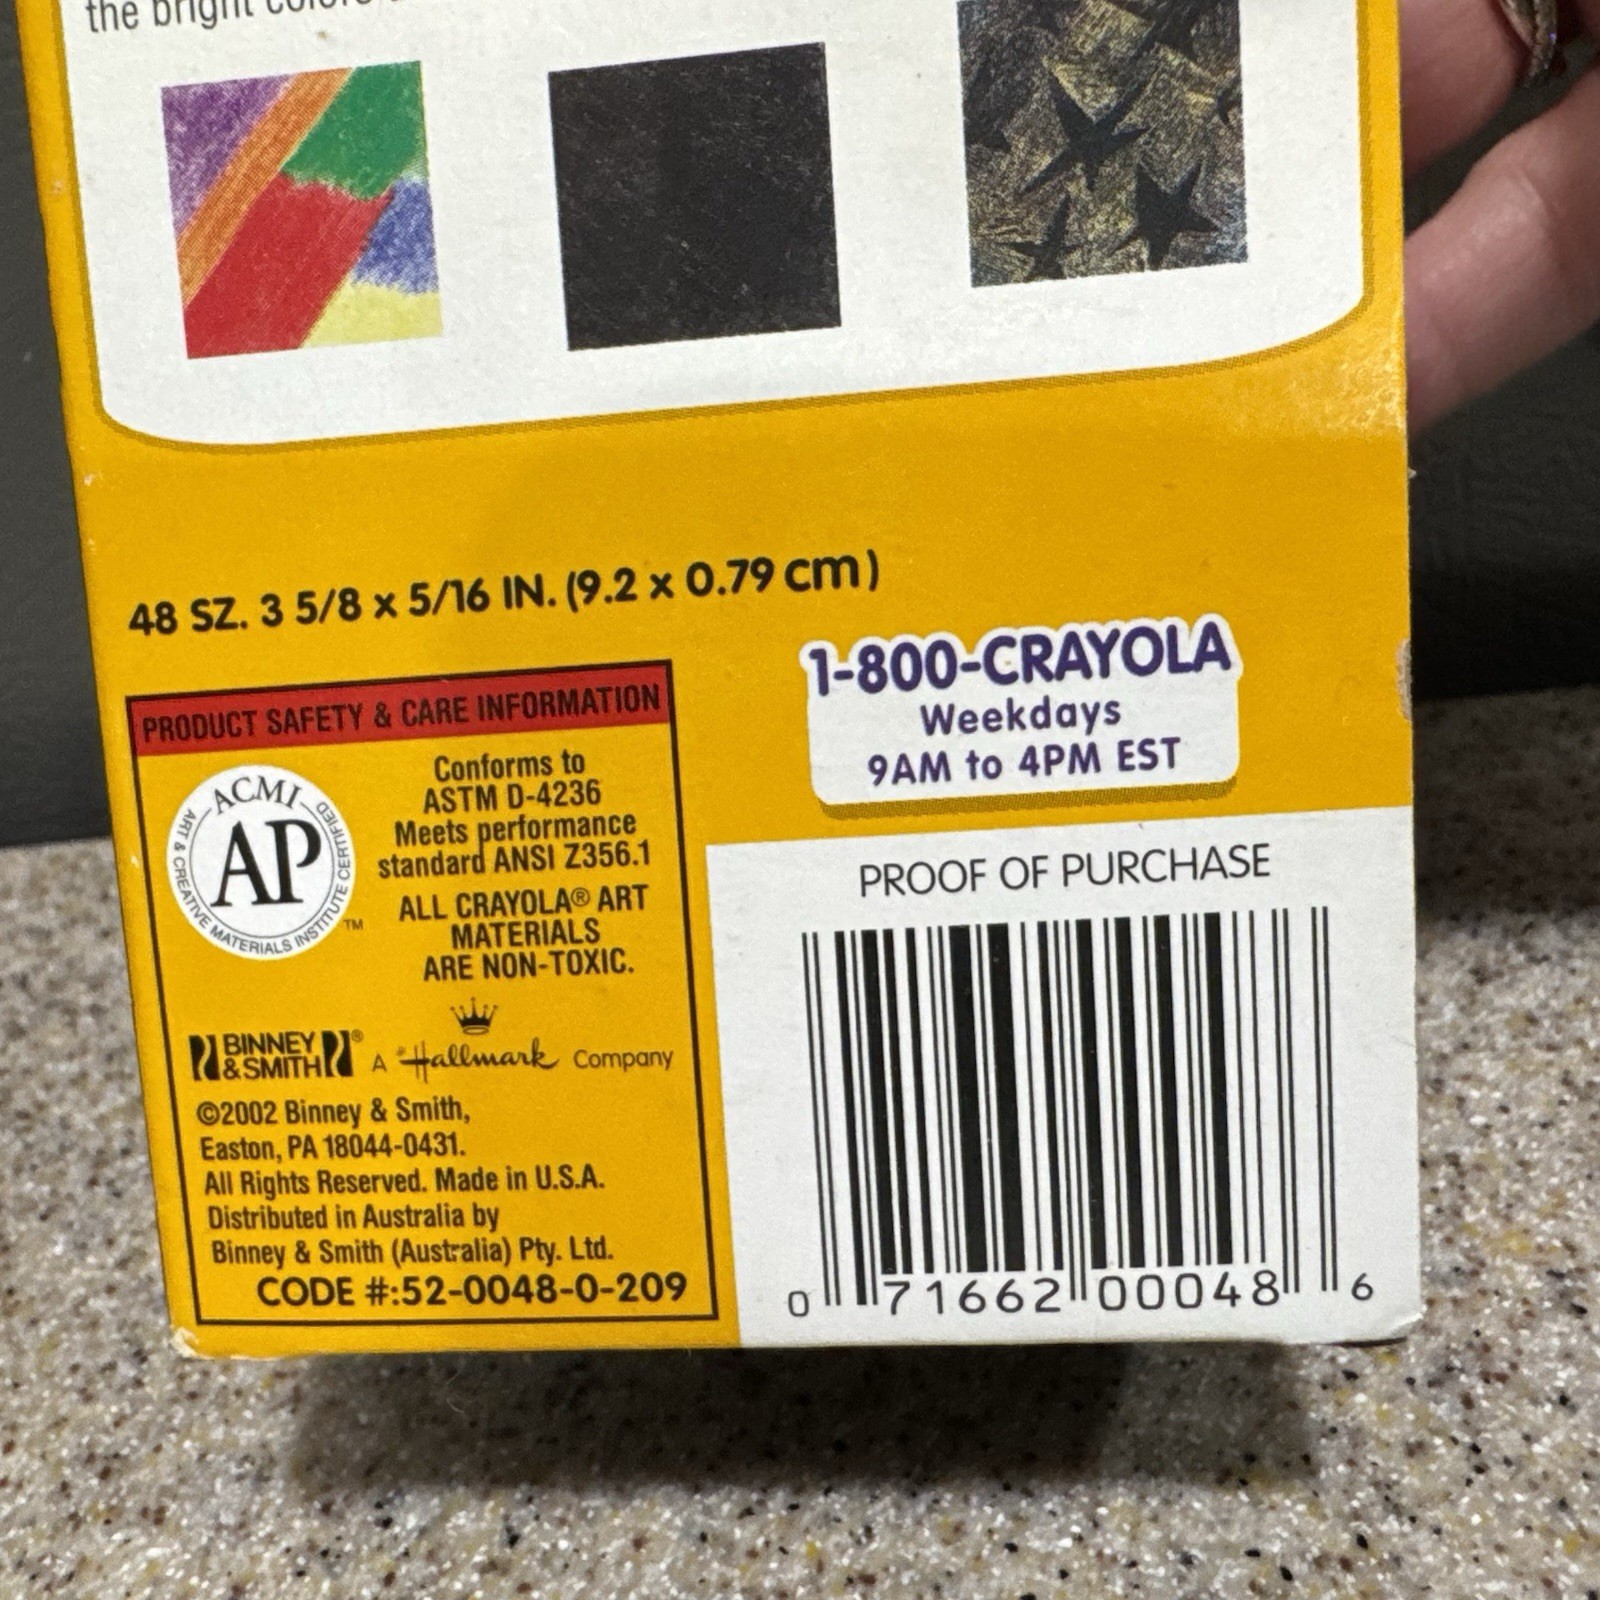 the bright colors
48 SZ. 3 5/8 x 5/16 IN. (9.2 x 0.79 cm)
1-800-CRAYOLA
Weekdays
9AM to 4PM EST
PRODUCT SAFETY & CARE INFORMATION
ACMI
AP
ART & CREATIVE MATERIALS INSTITUTE CERTIFIED
TM
Conforms to
ASTM D-4236
Meets performance
standard ANSI Z356.1
ALL CRAYOLA® ART
MATERIALS
ARE NON-TOXIC.
BINNEY
& SMITH®
A Hallmark Company
©2002 Binney & Smith,
Easton, PA 18044-0431.
All Rights Reserved. Made in U.S.A.
Distributed in Australia by
Binney & Smith (Australia) Pty. Ltd.
CODE #:52-0048-0-209
PROOF OF PURCHASE
0 71662 00048 6